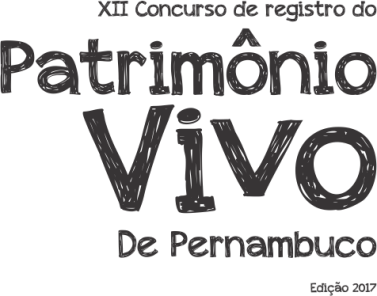 XII Concurso de registro do
Patrimônio
Vivo
De Pernambuco
Edição 2017